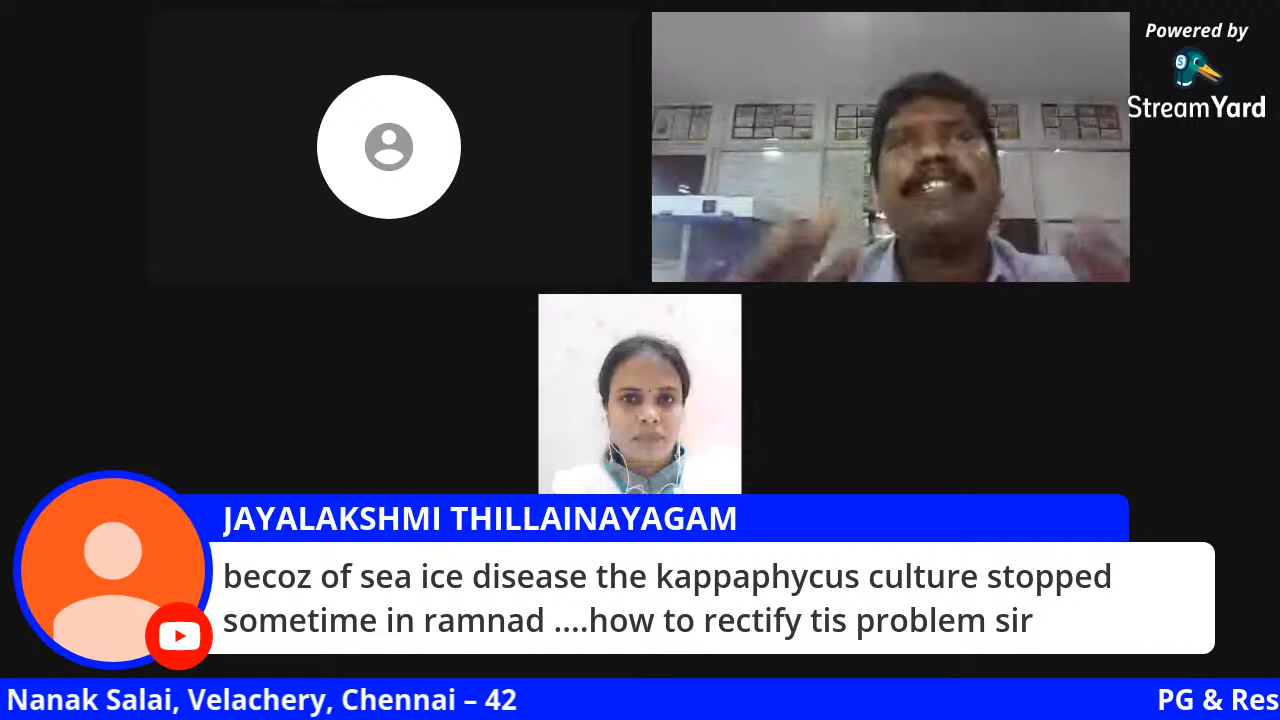 Powered by
StreamYard
JAYALAKSHMI THILLAINAYAGAM
becoz of sea ice disease the kappaphycus culture stopped
sometime in ramnad ....how to rectify tis problem sir
Nanak Salai, Velachery, Chennai – 42
PG & Res